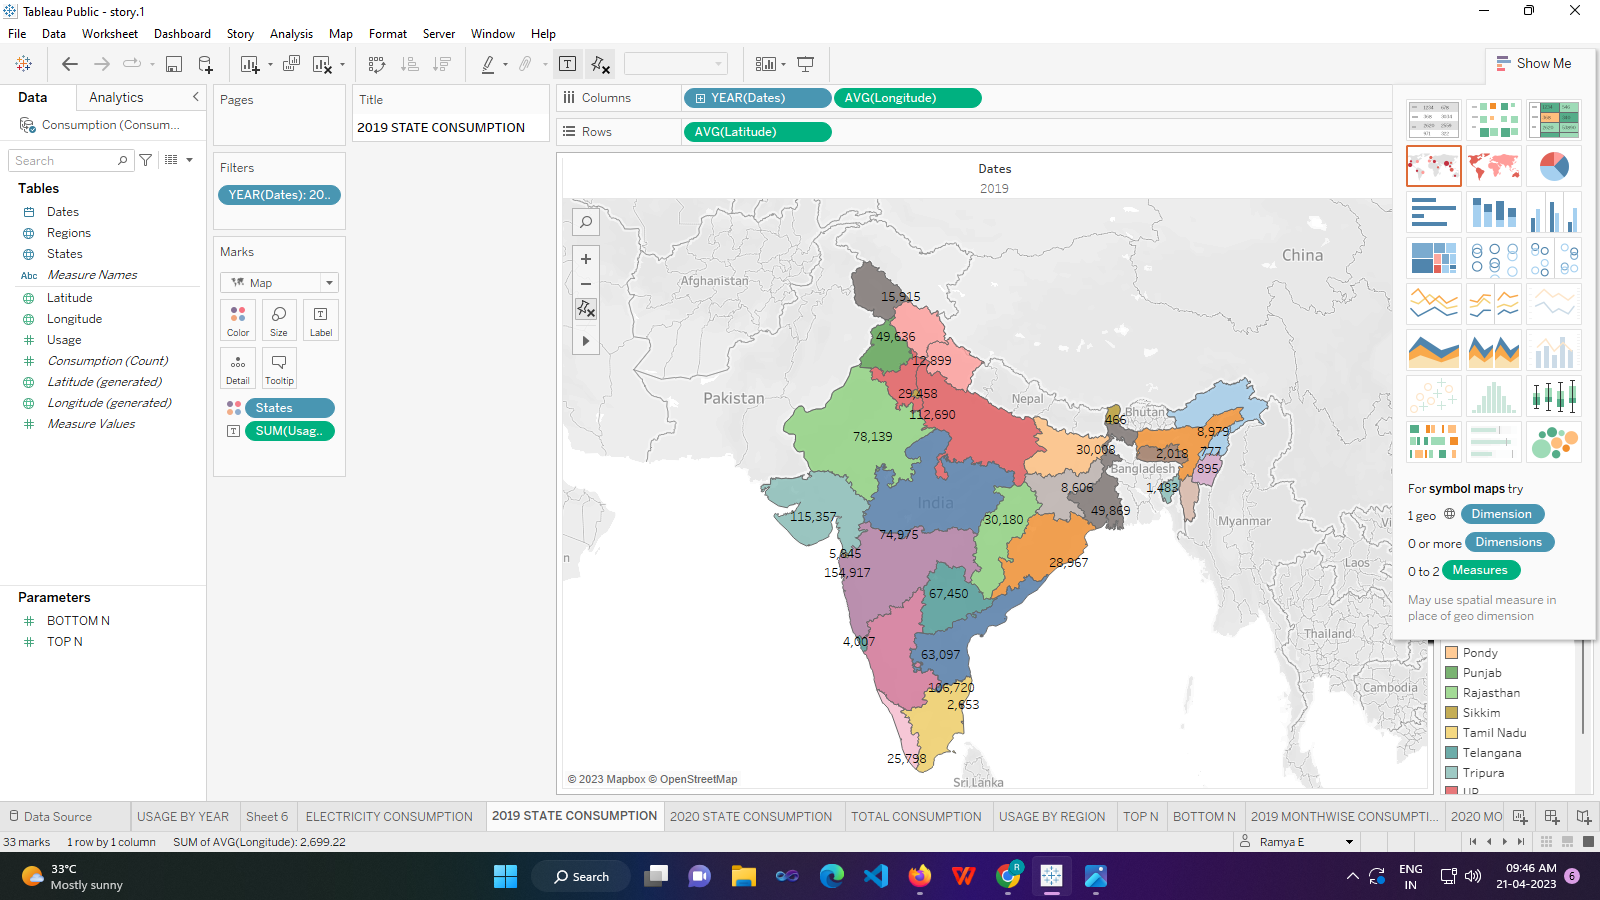 Tableau Public - story.1
File Data Worksheet Dashboard Story Analysis Map Format Server Window Help
Show Me
Data Analytics
Consumption (Consum...
Search
Tables
Dates
Regions
States
Abc Measure Names
Latitude
Longitude
Usage
Consumption (Count)
Latitude (generated)
Longitude (generated)
Measure Values
Parameters
BOTTOM N
TOP N
Pages
Filters
YEAR(Dates): 20..
Marks
Map
Color Size Label
Detail Tooltip
States
SUM(Usag..
Title
2019 STATE CONSUMPTION
Columns YEAR(Dates) AVG(Longitude)
Rows AVG(Latitude)
Dates
2019
China
Afghanistan
15,915
49,636
12,899
Pakistan
29,458
Nepal
112,690
466
Bhutan
78,139
8,979
30,008
2,018
777
Bangladesh
895
8,606
1,483
India
115,357
30,180
49,869
Myanmar
74,975
5,845
28,967
Laos
154,917
67,450
4,007
Thailand
63,097
106,720
Cambodia
2,653
25,798
Sri Lanka
© 2023 Mapbox © OpenStreetMap
For symbol maps try
1 geo Dimension
0 or more Dimensions
0 to 2 Measures
May use spatial measure in
place of geo dimension
Pondy
Punjab
Rajasthan
Sikkim
Tamil Nadu
Telangana
Tripura
UP
Data Source USAGE BY YEAR Sheet 6 ELECTRICITY CONSUMPTION 2019 STATE CONSUMPTION 2020 STATE CONSUMPTION TOTAL CONSUMPTION USAGE BY REGION TOP N BOTTOM N 2019 MONTHWISE CONSUMPTI... 2020 MO
33 marks 1 row by 1 column SUM of AVG(Longitude): 2,699.22 Ramya E
33°C
Mostly sunny
Search
R
ENG
IN
09:46 AM
21-04-2023
6